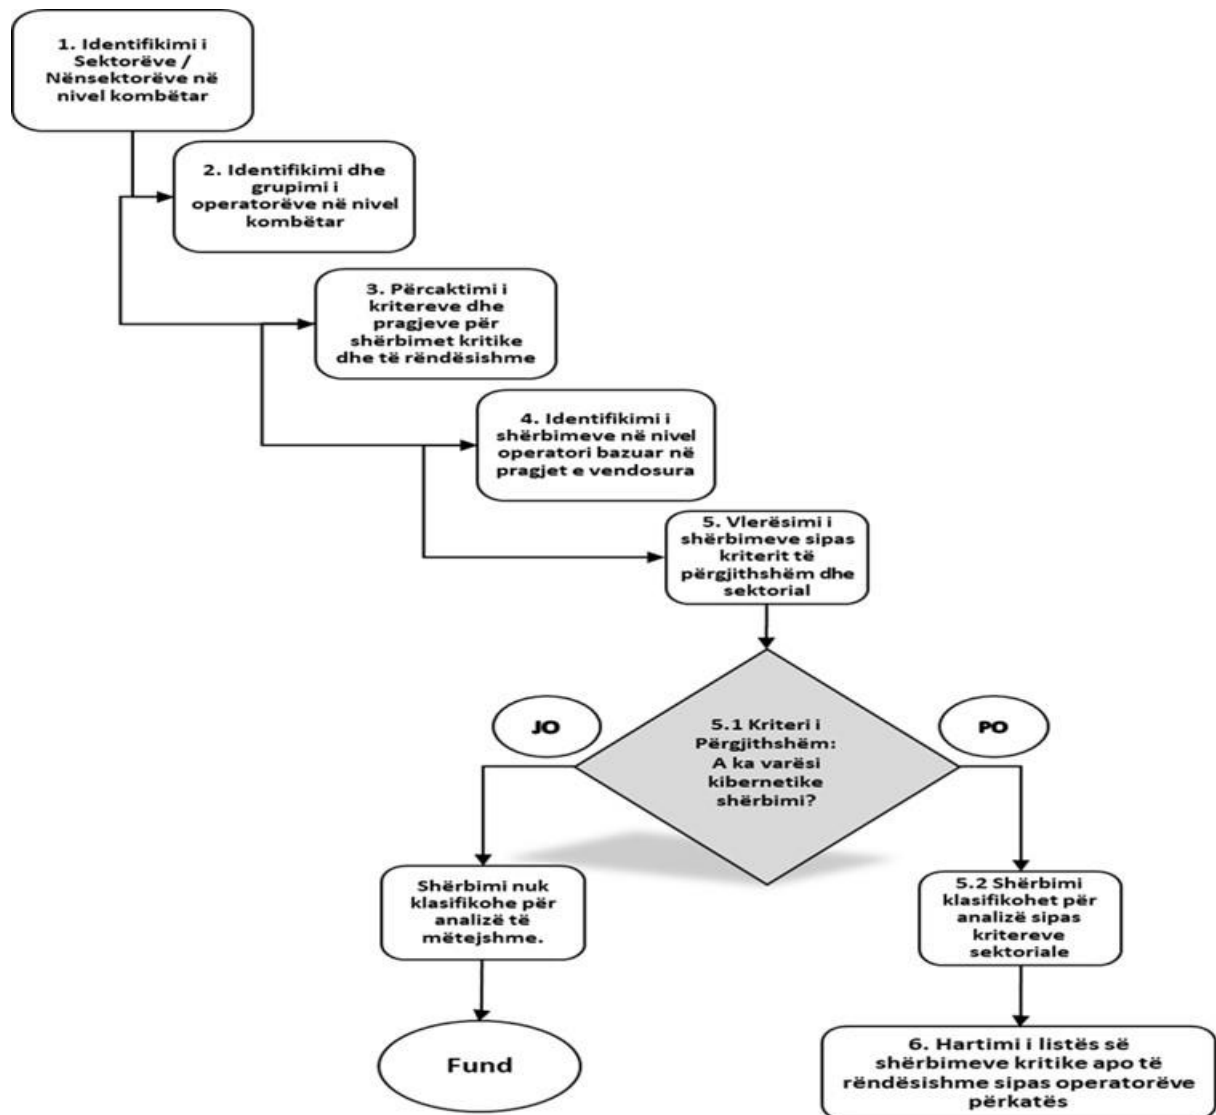 1. Identifikimi i
Sektorëve /
Nënsektorëve në
nivel kombëtar
2. Identifikimi dhe
grupimi i
operatorëve në nivel
kombëtar
3. Përcaktimi i
kritereve dhe
pragjeve për
shërbimet kritike
dhe të rëndësishme
4. Identifikimi i
shërbimeve në nivel
operatori bazuar në
pragjet e vendosura
5. Vlerësimi i
shërbimeve sipas
kriterit të
përgjithshëm dhe
sektorial
JO
5.1 Kriteri i
Përgjithshëm:
A ka varësi
kibernetike
shërbimi?
PO
Shërbimi nuk
klasifikohe për
analizë të
mëtejshme.
5.2 Shërbimi
klasifikohet për
analizë sipas
kritereve
sektoriale
Fund
6. Hartimi i listës së
shërbimeve kritike apo të
rëndësishme sipas operatorëve
përkatës